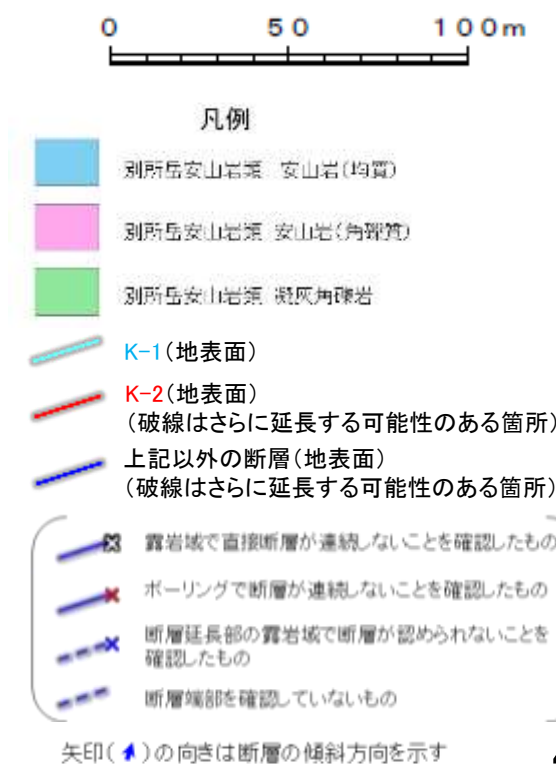 0 50 100m
凡例
別所岳安山岩類 安山岩(均質)
別所岳安山岩類 安山岩(角礫質)
別所岳安山岩類 凝灰角礫岩
K-1(地表面)
K-2(地表面)
(破線はさらに延長する可能性のある箇所)
上記以外の断層(地表面)
(破線はさらに延長する可能性のある箇所)
露岩域で直接断層が連続しないことを確認したもの
ボーリングで断層が連続しないことを確認したもの
断層延長部の露岩域で断層が認められないことを
確認したもの
断層端部を確認していないもの
矢印( )の向きは断層の傾斜方向を示す